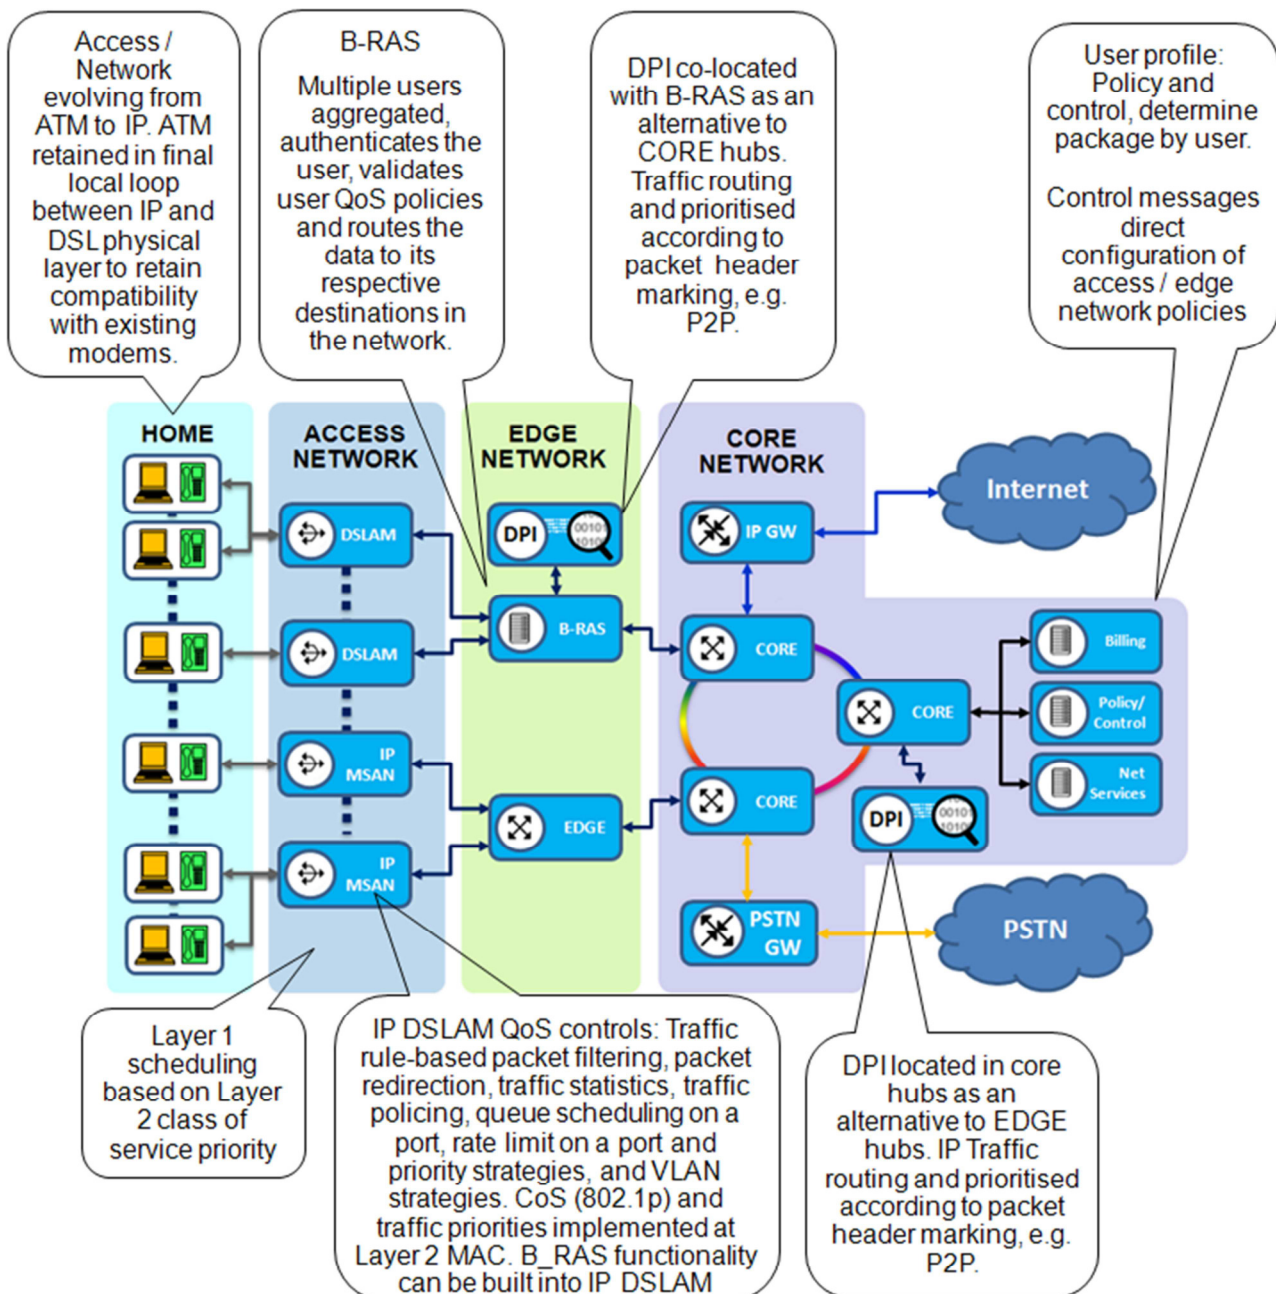 Access /
Network
evolving from
ATM to IP. ATM
retained in final
local loop
between IP and
DSL physical
layer to retain
compatibility
with existing
modems.
B-RAS
Multiple users
aggregated,
authenticates the
user, validates
user QoS policies
and routes the
data to its
respective
destinations in
the network.
DPI co-located
with B-RAS as an
alternative to
CORE hubs.
Traffic routing
and prioritised
according to
packet header
marking, e.g.
P2P.
User profile:
Policy and
control, determine
package by user.
Control messages
direct
configuration of
access / edge
network policies
HOME
ACCESS
NETWORK
EDGE
NETWORK
CORE
NETWORK
Internet
DSLAM
DPI
00101
10100
IP GW
B-RAS
DSLAM
CORE
Billing
CORE
Policy/
Control
IP
MSAN
CORE
Net
Services
EDGE
DPI
00101
10100
IP
MSAN
PSTN
GW
PSTN
Layer 1
scheduling
based on Layer
2 class of
service priority
IP DSLAM QoS controls: Traffic
rule-based packet filtering, packet
redirection, traffic statistics, traffic
policing, queue scheduling on a
port, rate limit on a port and
priority strategies, and VLAN
strategies. CoS (802.1p) and
traffic priorities implemented at
Layer 2 MAC. B_RAS functionality
can be built into IP DSLAM
DPI located in core
hubs as an
alternative to EDGE
hubs. IP Traffic
routing and prioritised
according to packet
header marking, e.g.
P2P.